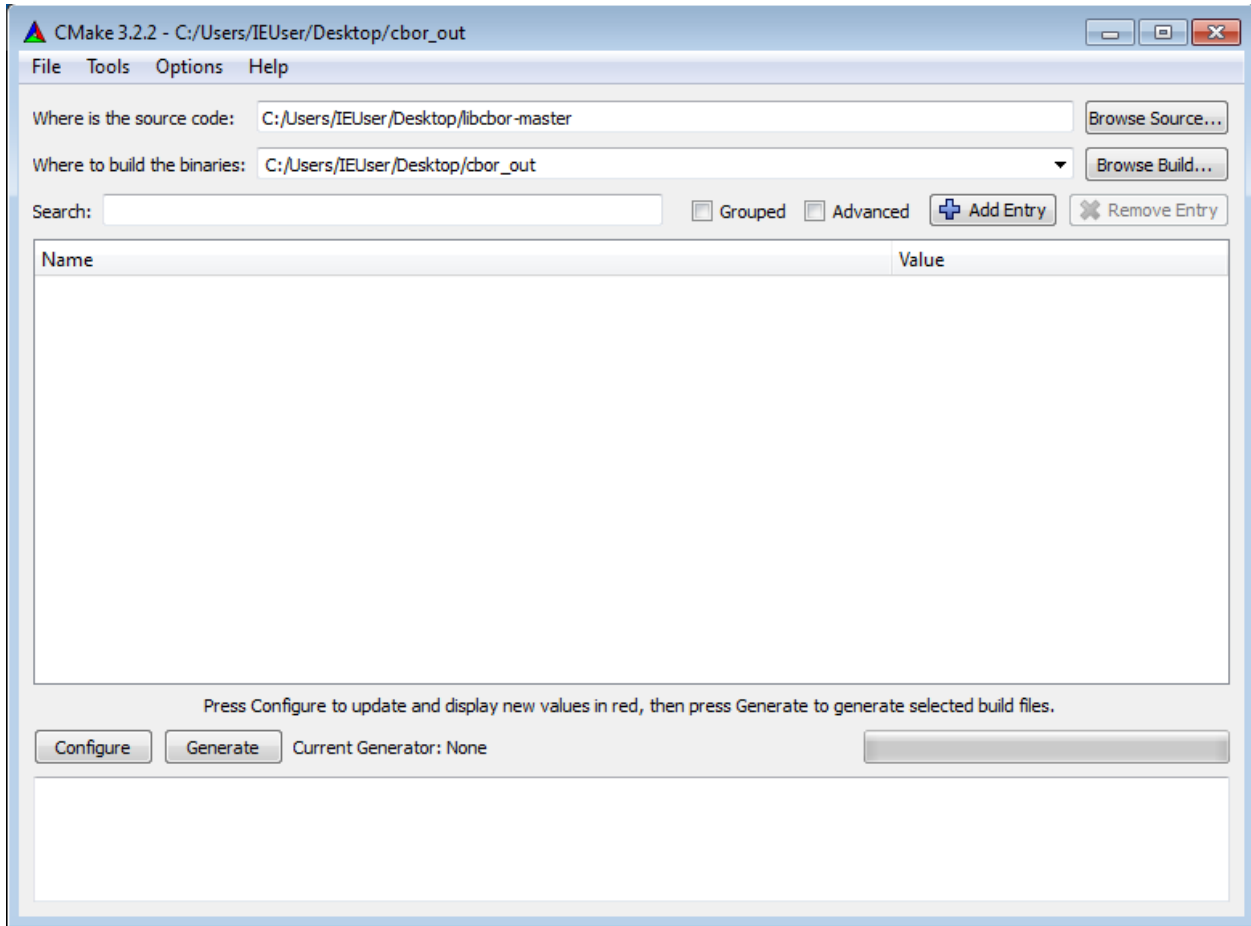 CMake 3.2.2 - C:/Users/IEUser/Desktop/cbor_out
File Tools Options Help
Where is the source code: C:/Users/IEUser/Desktop/libcbor-master Browse Source...
Where to build the binaries: C:/Users/IEUser/Desktop/cbor_out Browse Build...
Search: Grouped Advanced Add Entry Remove Entry
Name Value
Press Configure to update and display new values in red, then press Generate to generate selected build files.
Configure Generate Current Generator: None